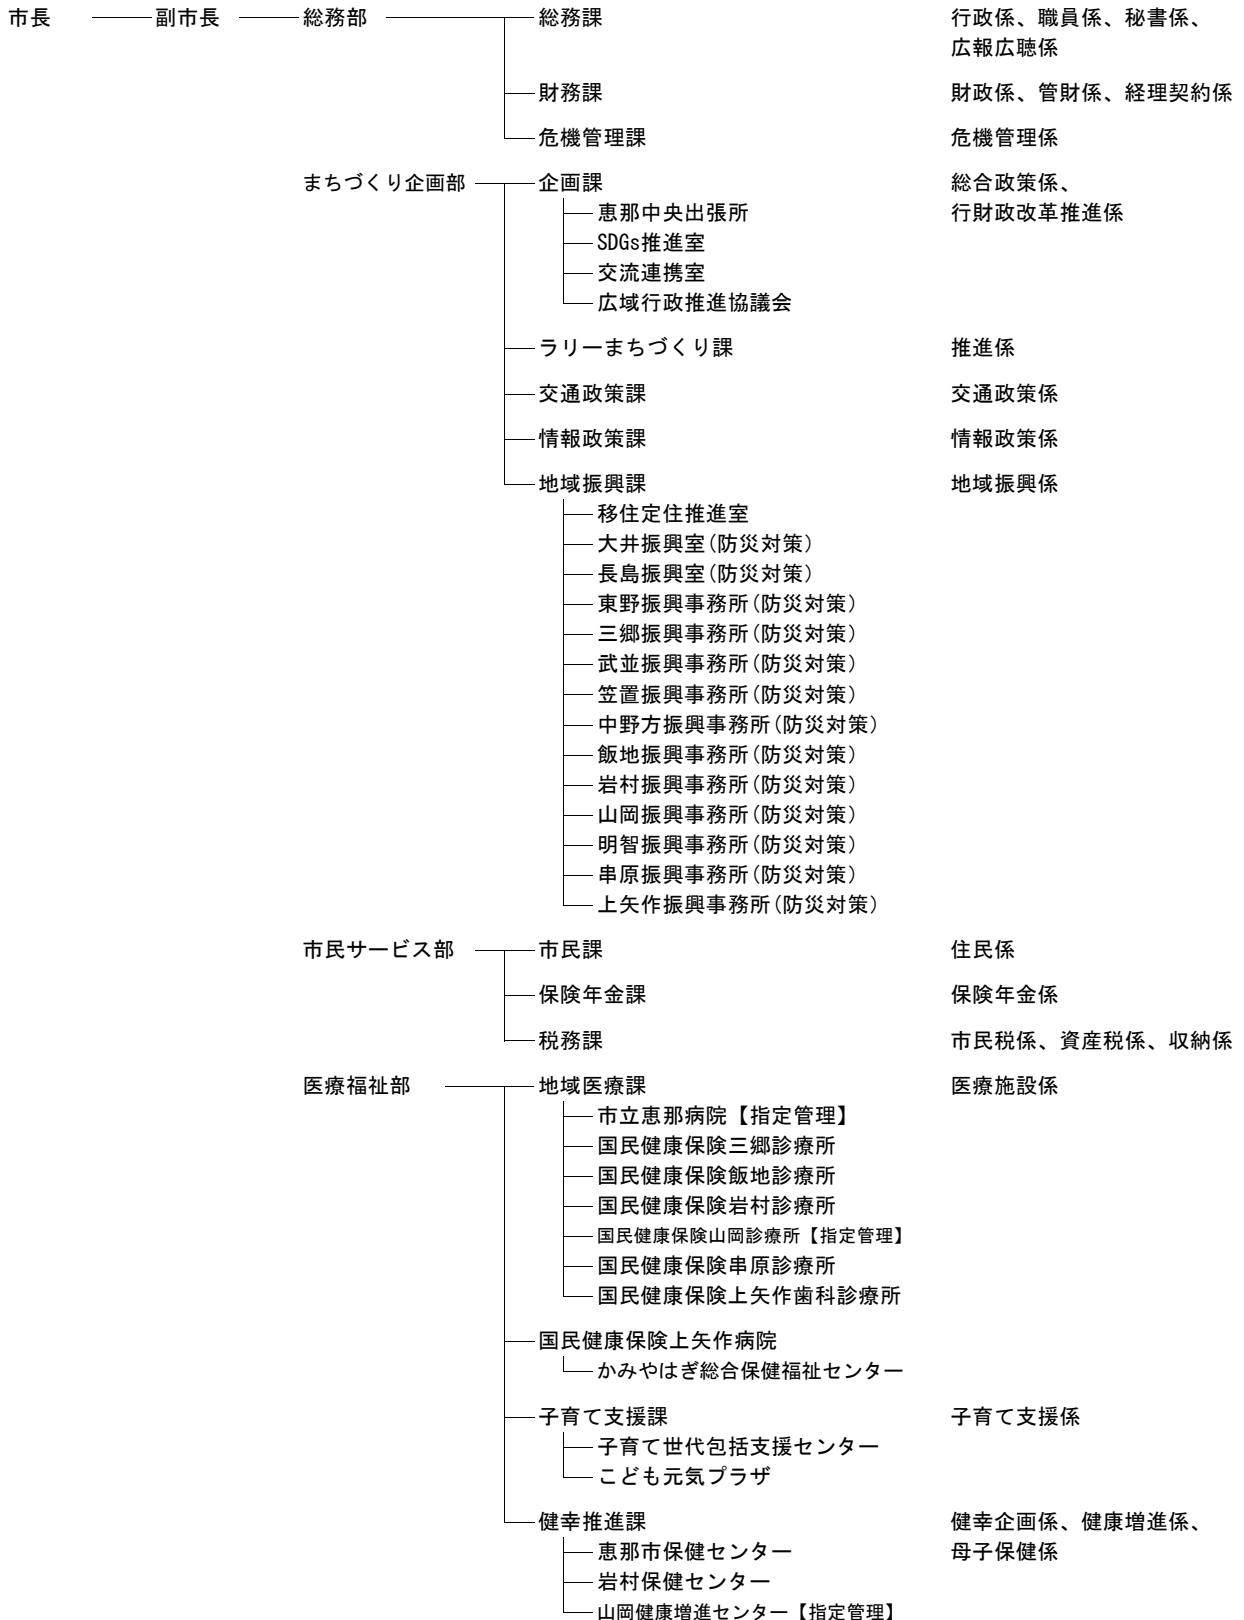 市長 副市長 総務部 総務課 行政係、職員係、秘書係、
広報広聴係
財務課 財政係、管財係、経理契約係
危機管理課 危機管理係
まちづくり企画部 企画課 総合政策係、
恵那中央出張所 行財政改革推進係
SDGs推進室
交流連携室
広域行政推進協議会
ラリーまちづくり課 推進係
交通政策課 交通政策係
情報政策課 情報政策係
地域振興課 地域振興係
移住定住推進室
大井振興室(防災対策)
長島振興室(防災対策)
東野振興事務所(防災対策)
三郷振興事務所(防災対策)
武並振興事務所(防災対策)
笠置振興事務所(防災対策)
中野方振興事務所(防災対策)
飯地振興事務所(防災対策)
岩村振興事務所(防災対策)
山岡振興事務所(防災対策)
明智振興事務所(防災対策)
串原振興事務所(防災対策)
上矢作振興事務所(防災対策)
市民サービス部 市民課 住民係
保険年金課 保険年金係
税務課 市民税係、資産税係、収納係
医療福祉部 地域医療課 医療施設係
市立恵那病院【指定管理】
国民健康保険三郷診療所
国民健康保険飯地診療所
国民健康保険岩村診療所
国民健康保険山岡診療所【指定管理】
国民健康保険串原診療所
国民健康保険上矢作歯科診療所
国民健康保険上矢作病院
かみやはぎ総合保健福祉センター
子育て支援課 子育て支援係
子育て世代包括支援センター
こども元気プラザ
健幸推進課 健幸企画係、健康増進係、
恵那市保健センター 母子保健係
岩村保健センター
山岡健康増進センター【指定管理】